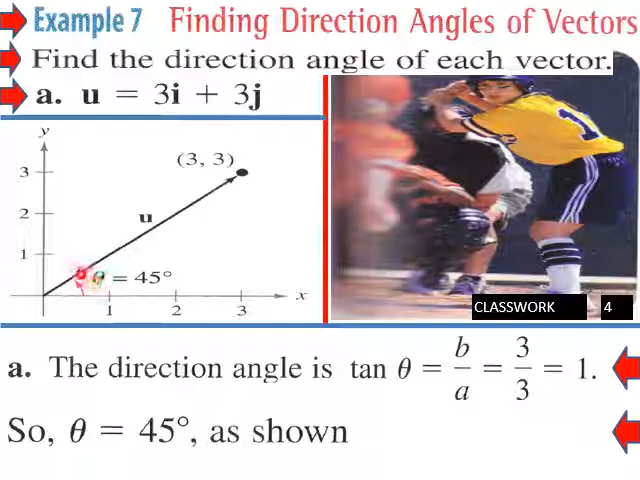 Example 7 Finding Direction Angles of Vectors
Find the direction angle of each vector.
a. u = 3i + 3j
y
(3, 3)
3
2
u
1
θ = 45°
x
1 2 3
1
CLASSWORK 4
a. The direction angle is tan θ = b/a = 3/3 = 1.
So, θ = 45°, as shown